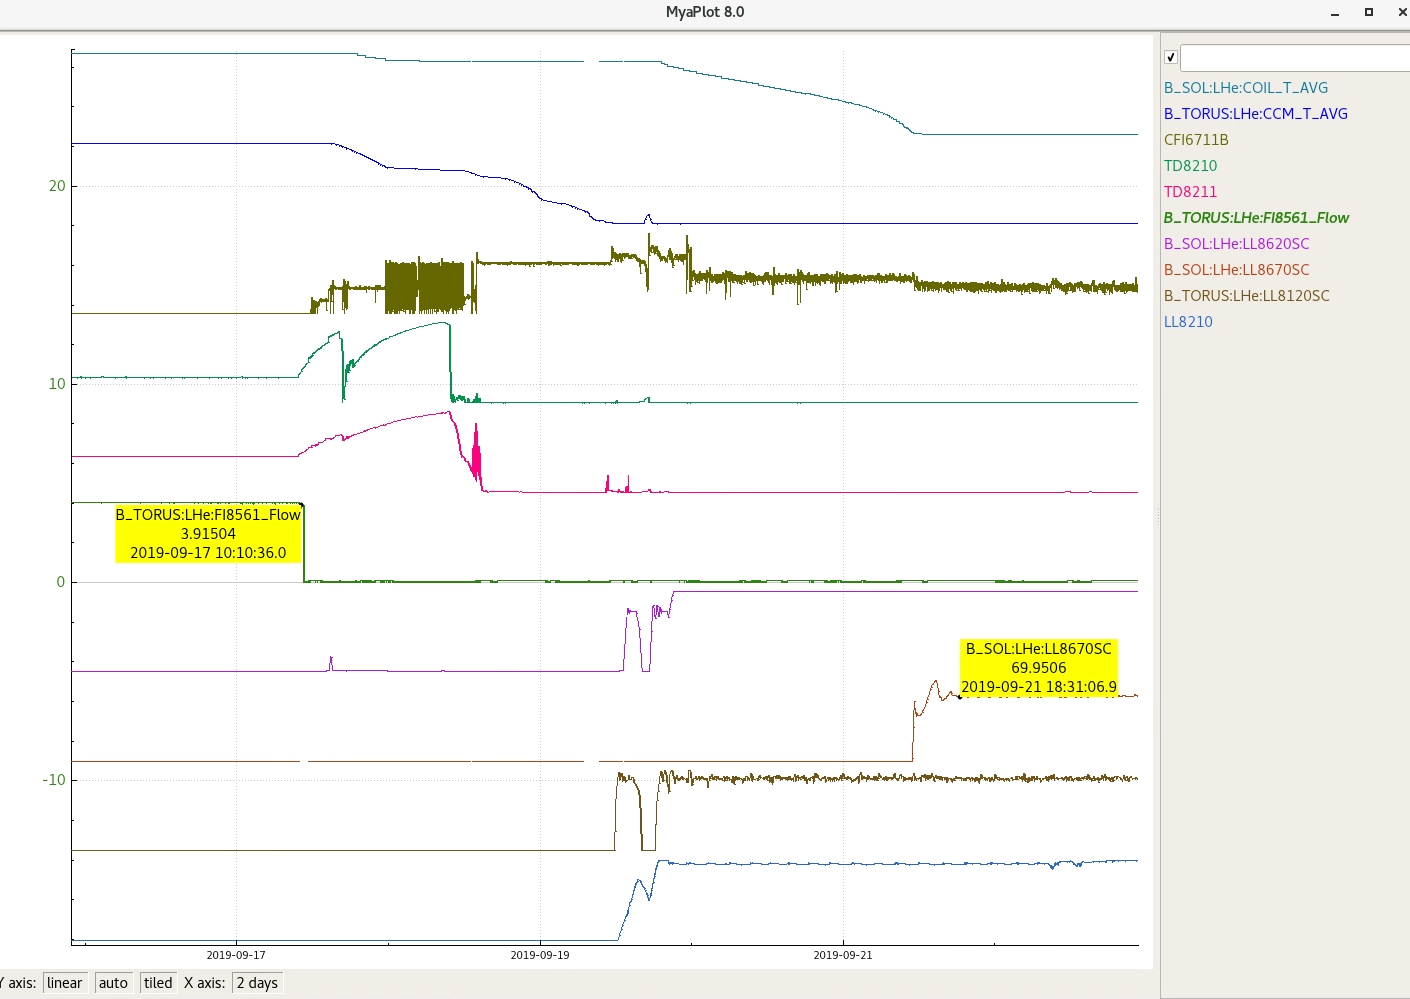 MyaPlot 8.0
B_SOL:LHe:COIL_T_AVG
B_TORUS:LHe:CCM_T_AVG
CFI6711B
TD8210
TD8211
B_TORUS:LHe:FI8561_Flow
B_SOL:LHe:LL8620SC
B_SOL:LHe:LL8670SC
B_TORUS:LHe:LL8120SC
LL8210
20
10
0
-10
B_TORUS:LHe:FI8561_Flow
3.91504
2019-09-17 10:10:36.0
B_SOL:LHe:LL8670SC
69.9506
2019-09-21 18:31:06.9
2019-09-17 2019-09-19 2019-09-21
Y axis: linear auto tiled X axis: 2 days